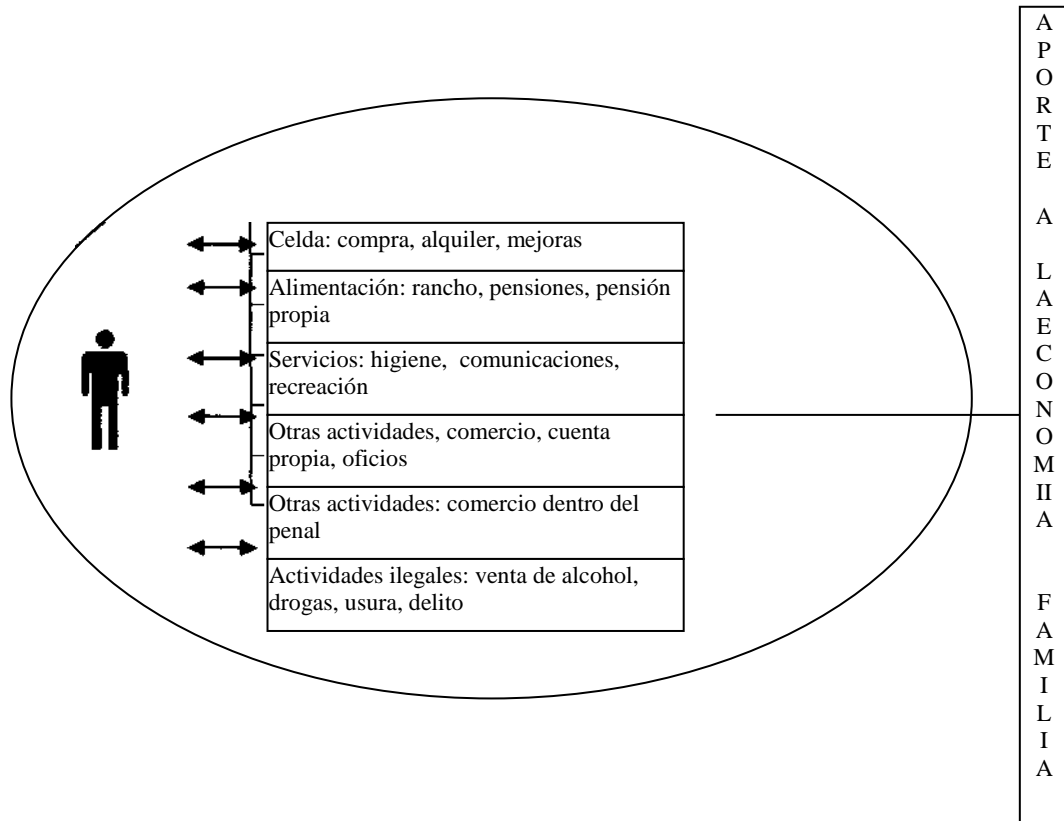 Celda: compra, alquiler, mejoras
Alimentación: rancho, pensiones, pensión
propia
Servicios: higiene, comunicaciones,
recreación
Otras actividades, comercio, cuenta
propia, oficios
Otras actividades: comercio dentro del
penal
Actividades ilegales: venta de alcohol,
drogas, usura, delito
A
P
O
R
T
E
A
L
A
E
C
O
N
O
M
II
A
F
A
M
I
L
I
A